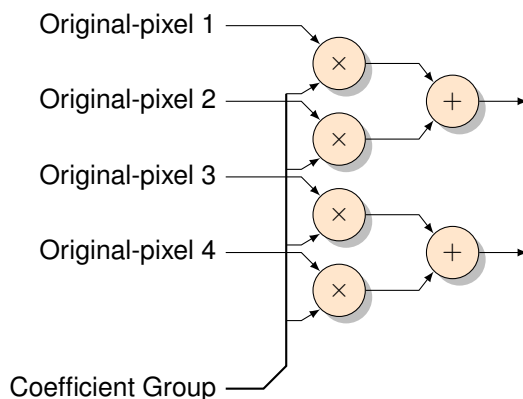 Original-pixel 1
×
Original-pixel 2
+
×
Original-pixel 3
×
Original-pixel 4
+
×
Coefficient Group